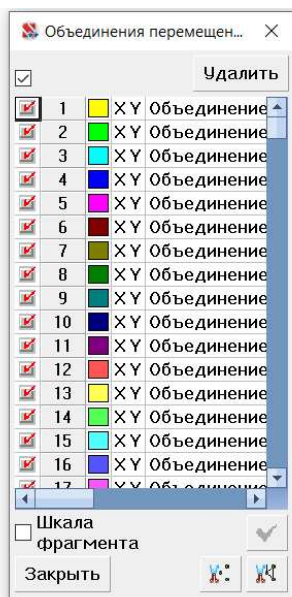 Объединения перемещен...
Удалить
1 X Y Объединение
2 X Y Объединение
3 X Y Объединение
4 X Y Объединение
5 X Y Объединение
6 X Y Объединение
7 X Y Объединение
8 X Y Объединение
9 X Y Объединение
10 X Y Объединение
11 X Y Объединение
12 X Y Объединение
13 X Y Объединение
14 X Y Объединение
15 X Y Объединение
16 X Y Объединение
17 X Y Объединение
Шкала
фрагмента
Закрыть